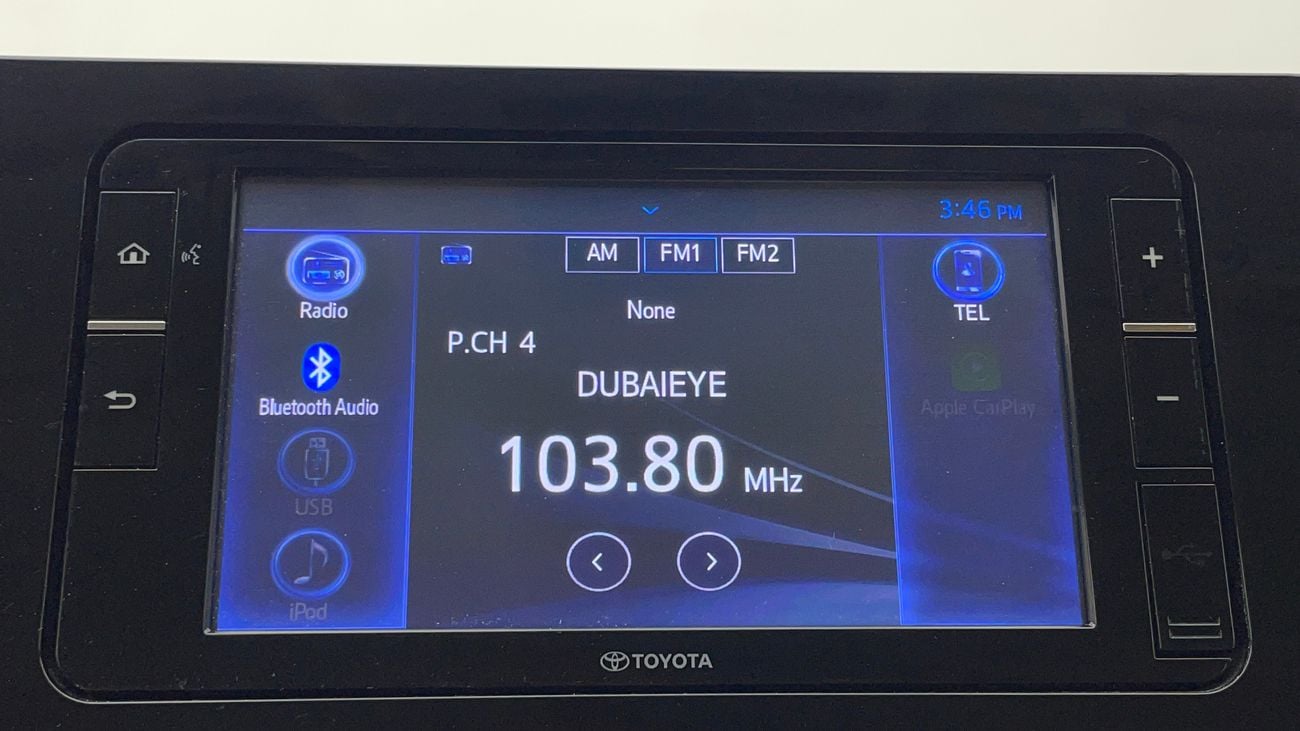 3:46 PM
AM FM1 FM2
Radio
None
TEL
P.CH 4
DUBAIEYE
Bluetooth Audio
Apple CarPlay
103.80 MHz
USB
iPod
TOYOTA